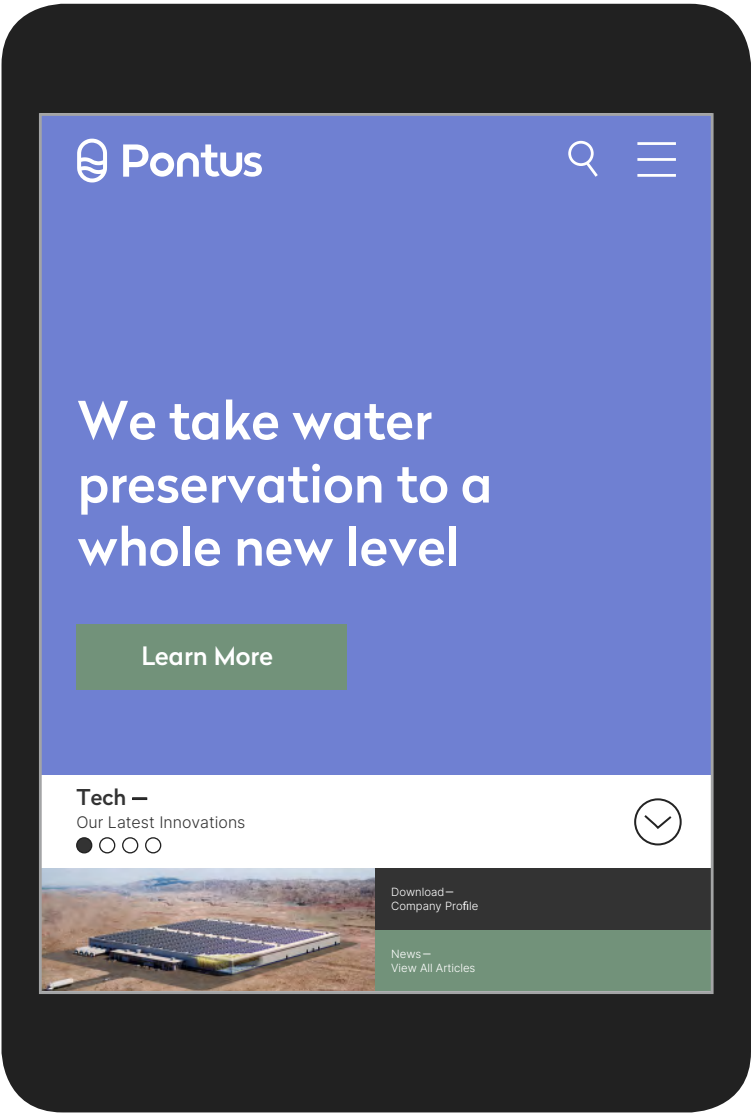 Pontus
We take water
preservation to a
whole new level
Learn More
Tech —
Our Latest Innovations
Download—
Company Profile
News—
View All Articles